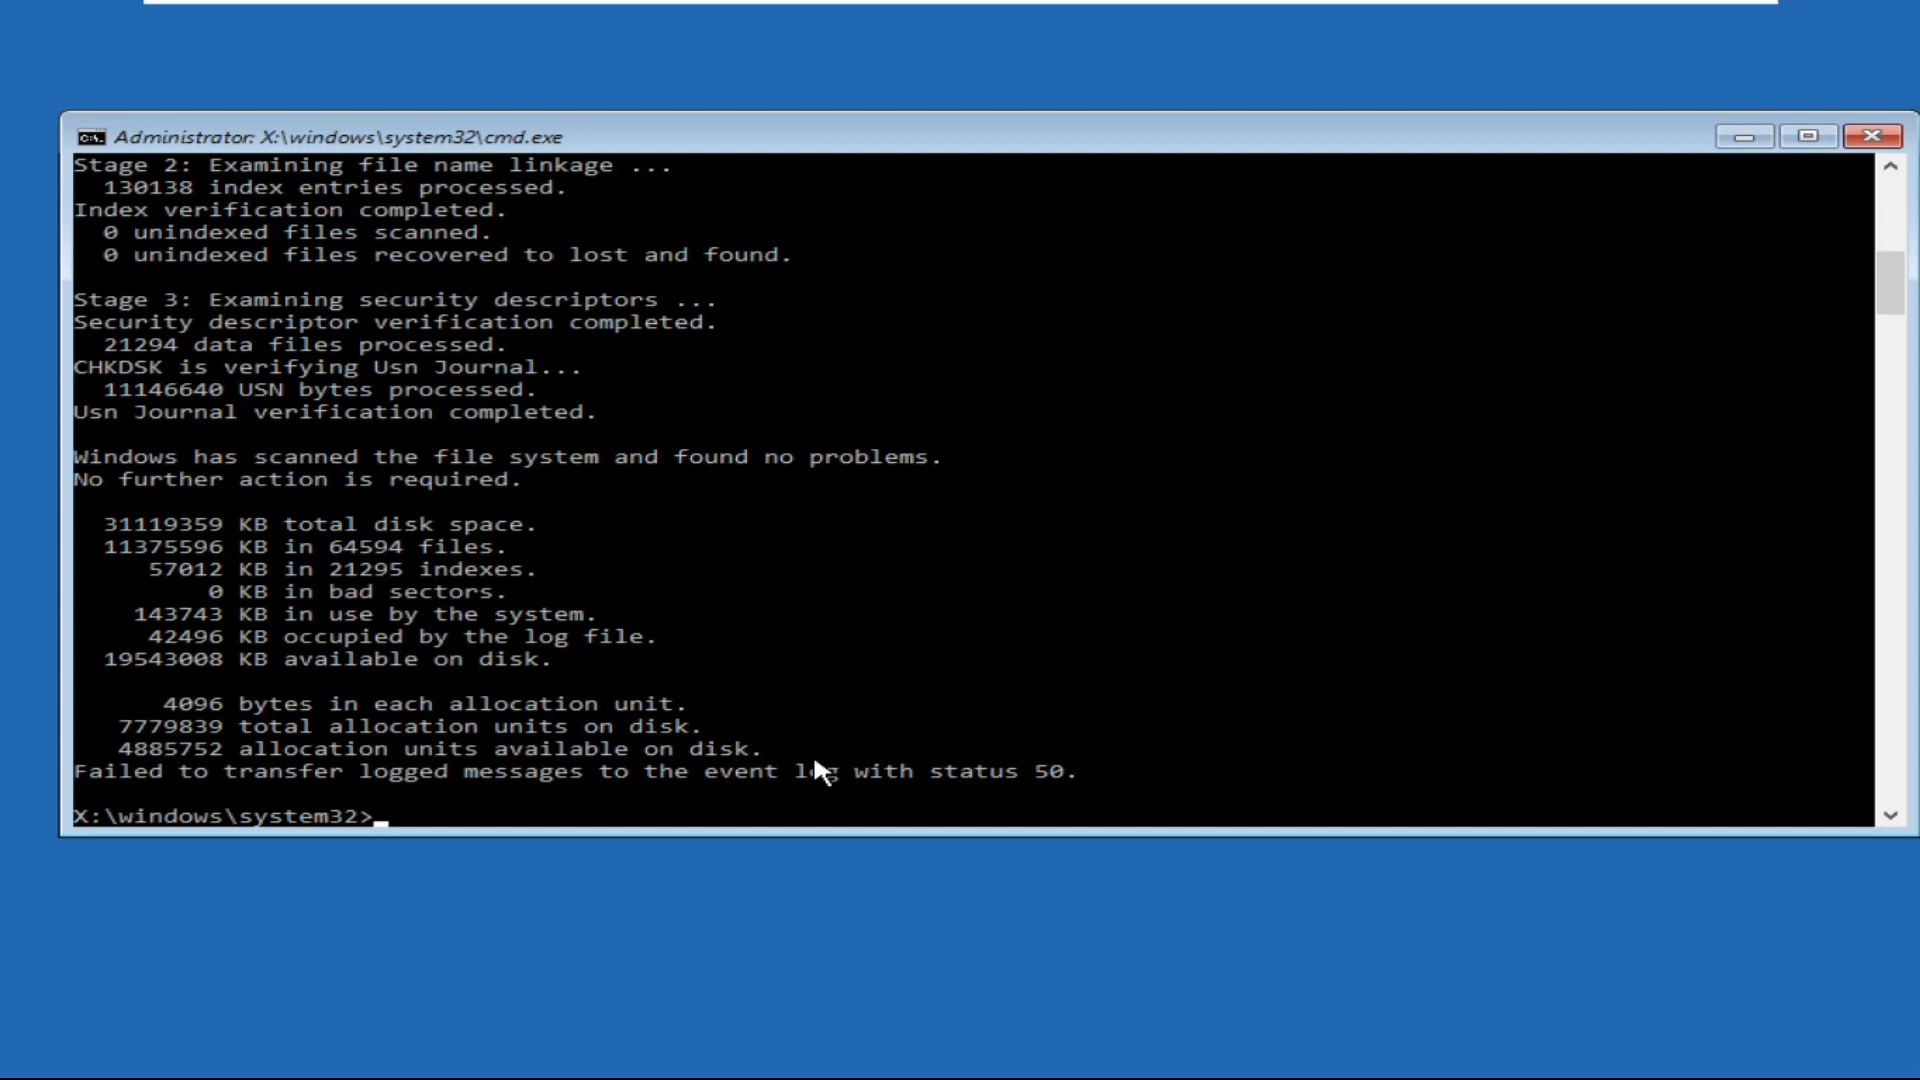 Administrator: X:\windows\system32\cmd.exe
Stage 2: Examining file name linkage ...
130138 index entries processed.
Index verification completed.
0 unindexed files scanned.
0 unindexed files recovered to lost and found.
Stage 3: Examining security descriptors ...
Security descriptor verification completed.
21294 data files processed.
CHKDSK is verifying Usn Journal...
11146640 USN bytes processed.
Usn Journal verification completed.
Windows has scanned the file system and found no problems.
No further action is required.
31119359 KB total disk space.
11375596 KB in 64594 files.
57012 KB in 21295 indexes.
0 KB in bad sectors.
143743 KB in use by the system.
42496 KB occupied by the log file.
19543008 KB available on disk.
4096 bytes in each allocation unit.
7779839 total allocation units on disk.
4885752 allocation units available on disk.
Failed to transfer logged messages to the event log with status 50.
X:\windows\system32>